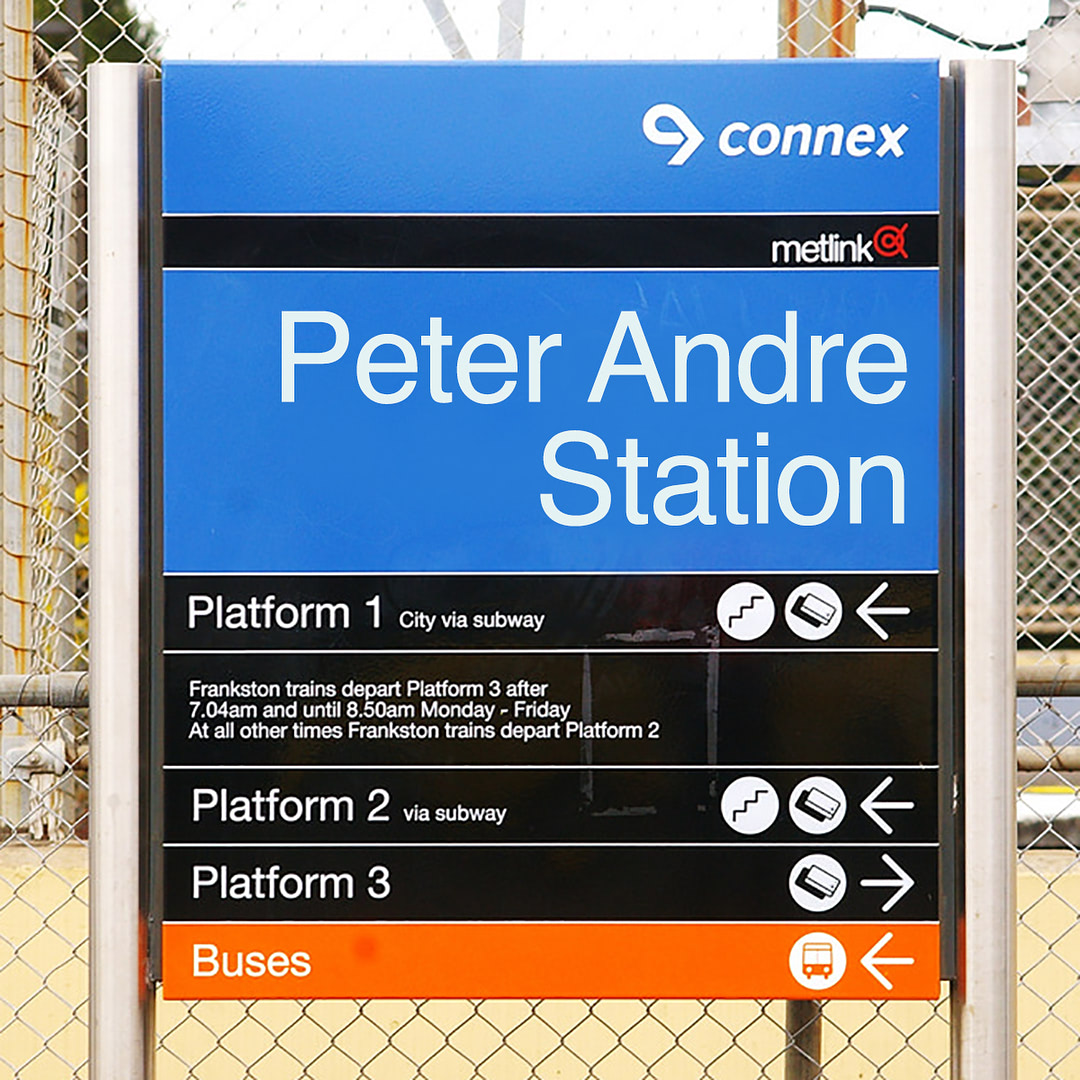 connex
metlink
Peter Andre
Station
Platform 1 City via subway
Frankston trains depart Platform 3 after
7.04am and until 8.50am Monday - Friday
At all other times Frankston trains depart Platform 2
Platform 2 via subway
Platform 3
Buses